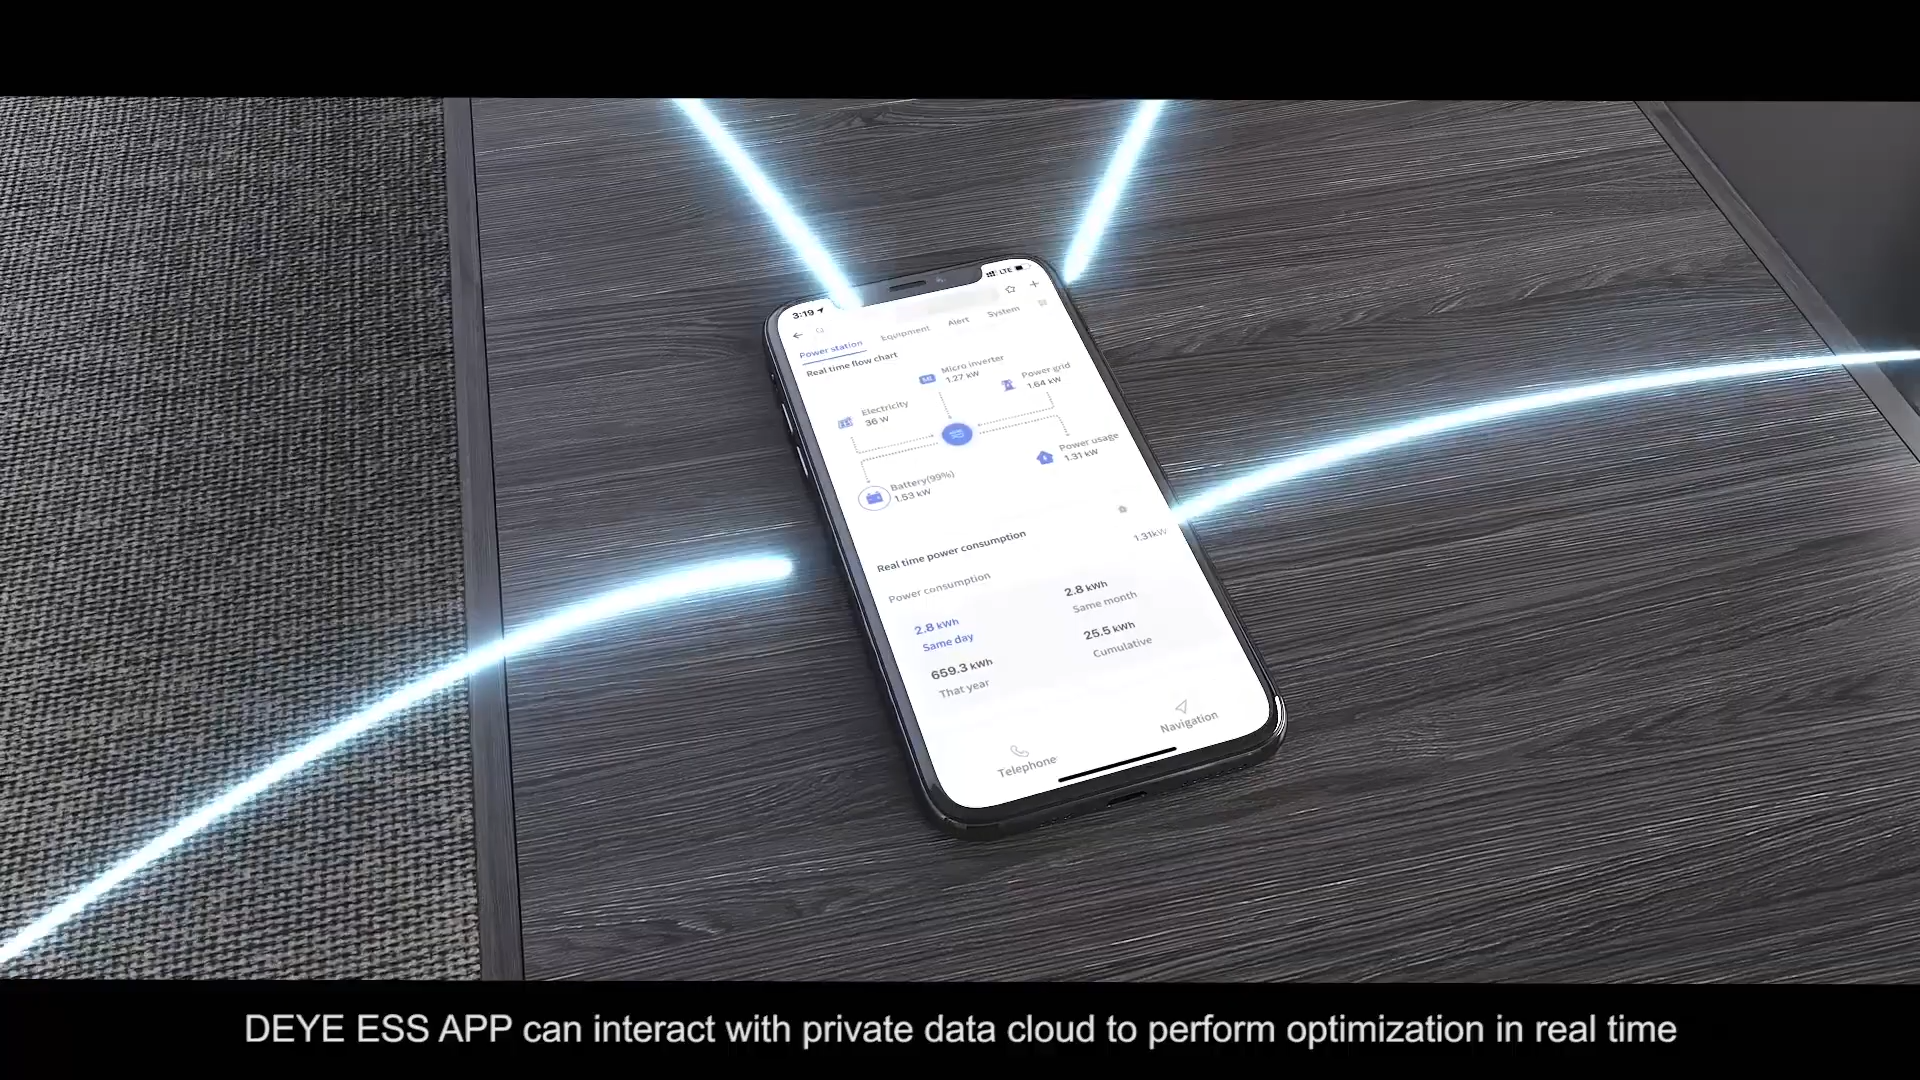 3:19
LTE
Power station
Equipment
Alert
System
Real time flow chart
Micro inverter
1.27 kW
Power grid
1.64 kW
Electricity
36 W
Power usage
1.31 kW
Battery(99%)
1.53 kW
Real time power consumption
1.31kW
Power consumption
2.8 kWh
Same day
2.8 kWh
Same month
659.3 kWh
That year
25.5 kWh
Cumulative
Telephone
Navigation
DEYE ESS APP can interact with private data cloud to perform optimization in real time